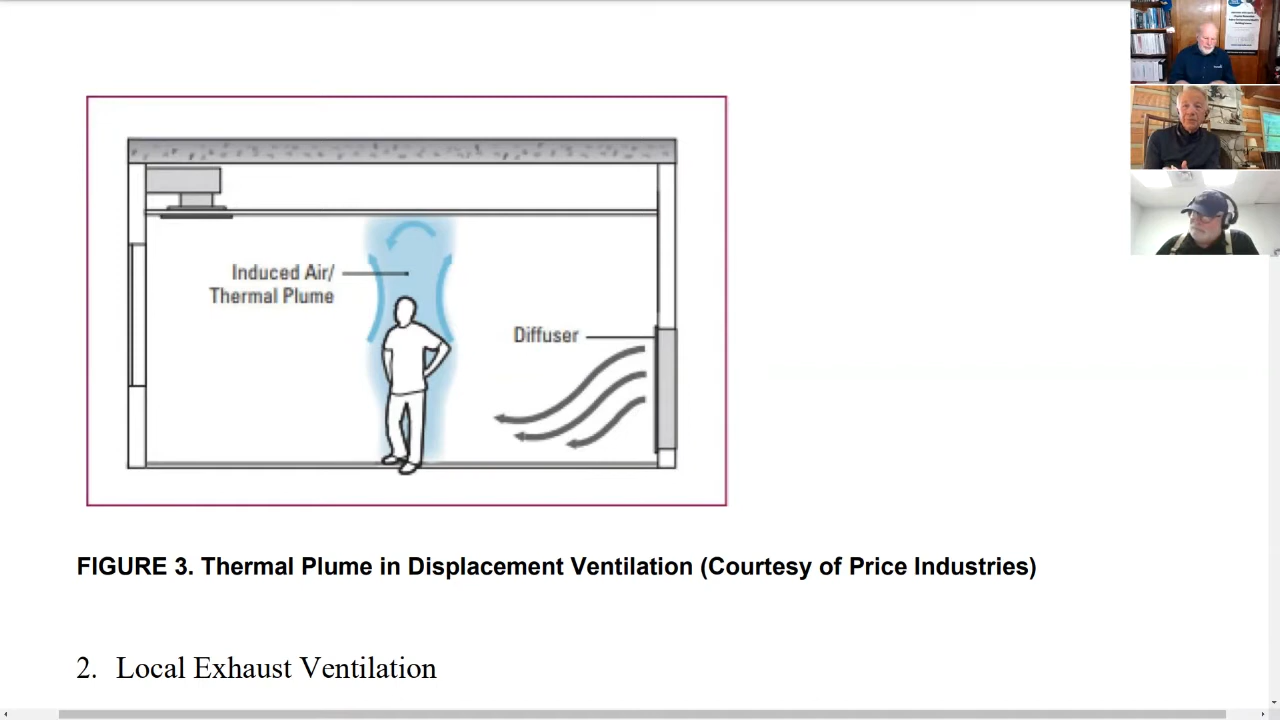 Induced Air/
Thermal Plume
Diffuser
FIGURE 3. Thermal Plume in Displacement Ventilation (Courtesy of Price Industries)
2. Local Exhaust Ventilation